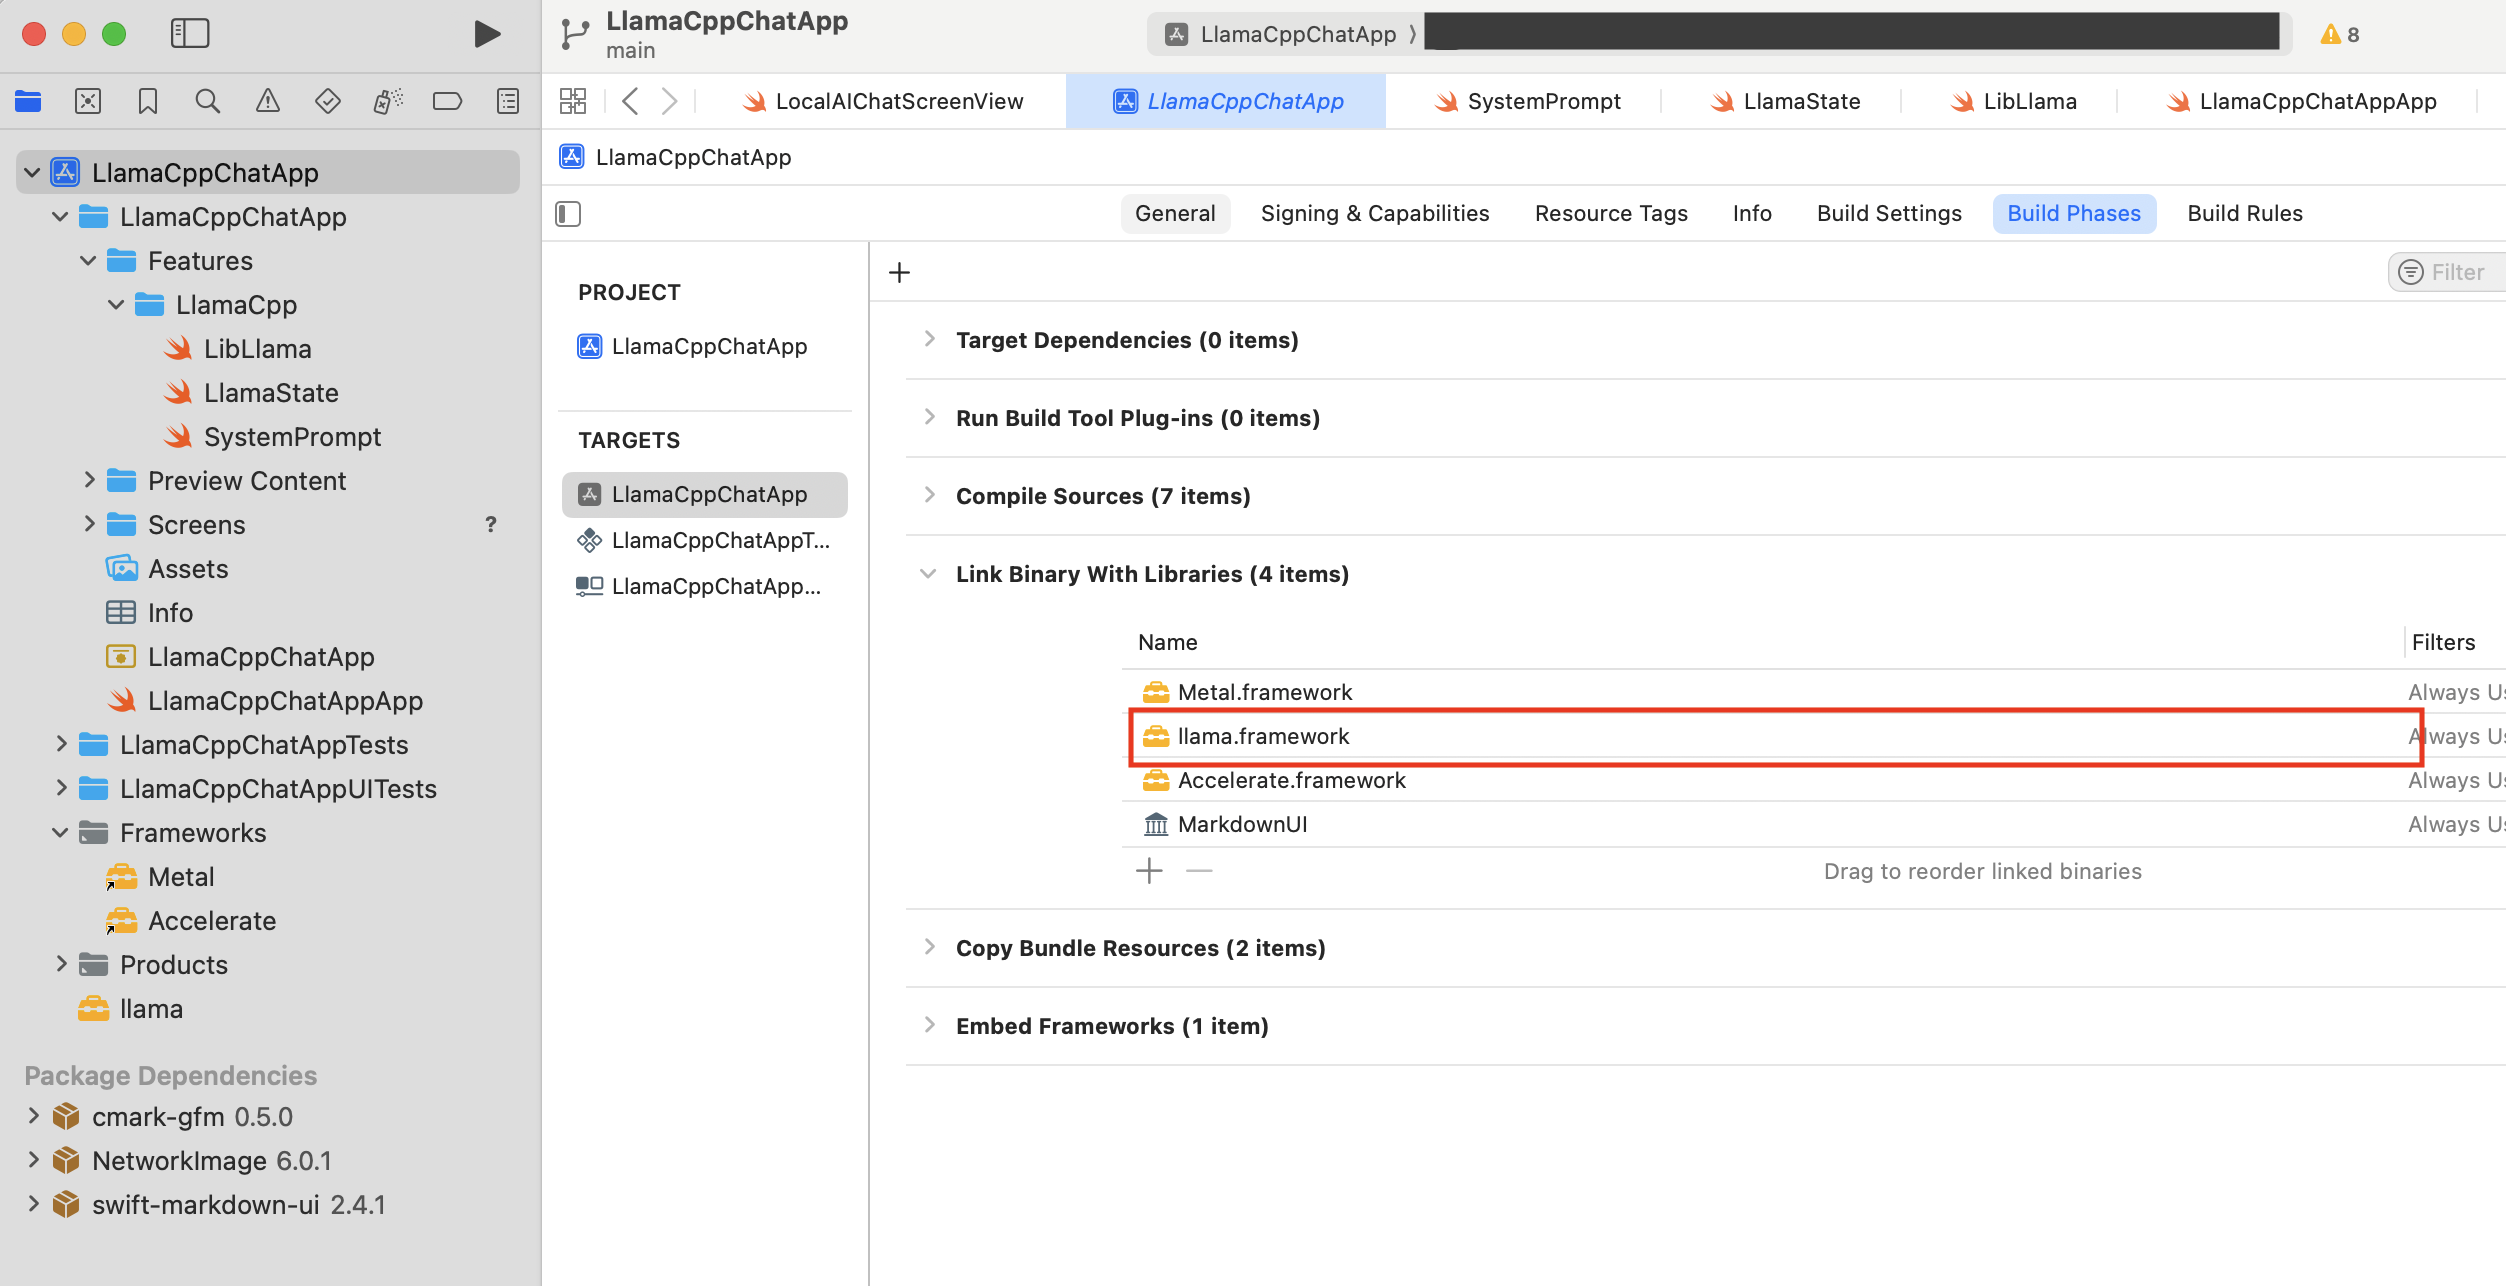 LlamaCppChatApp
main
LlamaCppChatApp
8
LocalAIChatScreenView
LlamaCppChatApp
SystemPrompt
LlamaState
LibLlama
LlamaCppChatAppApp
LlamaCppChatApp
General
Signing & Capabilities
Resource Tags
Info
Build Settings
Build Phases
Build Rules
LlamaCppChatApp
LlamaCppChatApp
Features
LlamaCpp
LibLlama
LlamaState
SystemPrompt
Preview Content
Screens ?
Assets
Info
LlamaCppChatApp
LlamaCppChatAppApp
LlamaCppChatAppTests
LlamaCppChatAppUITests
Frameworks
Metal
Accelerate
Products
llama
Package Dependencies
cmark-gfm 0.5.0
NetworkImage 6.0.1
swift-markdown-ui 2.4.1
PROJECT
LlamaCppChatApp
TARGETS
LlamaCppChatApp
LlamaCppChatAppT...
LlamaCppChatApp...
Filter
Target Dependencies (0 items)
Run Build Tool Plug-ins (0 items)
Compile Sources (7 items)
Link Binary With Libraries (4 items)
Name Filters
Metal.framework Always Us
llama.framework Always Us
Accelerate.framework Always Us
MarkdownUI Always Us
Drag to reorder linked binaries
Copy Bundle Resources (2 items)
Embed Frameworks (1 item)